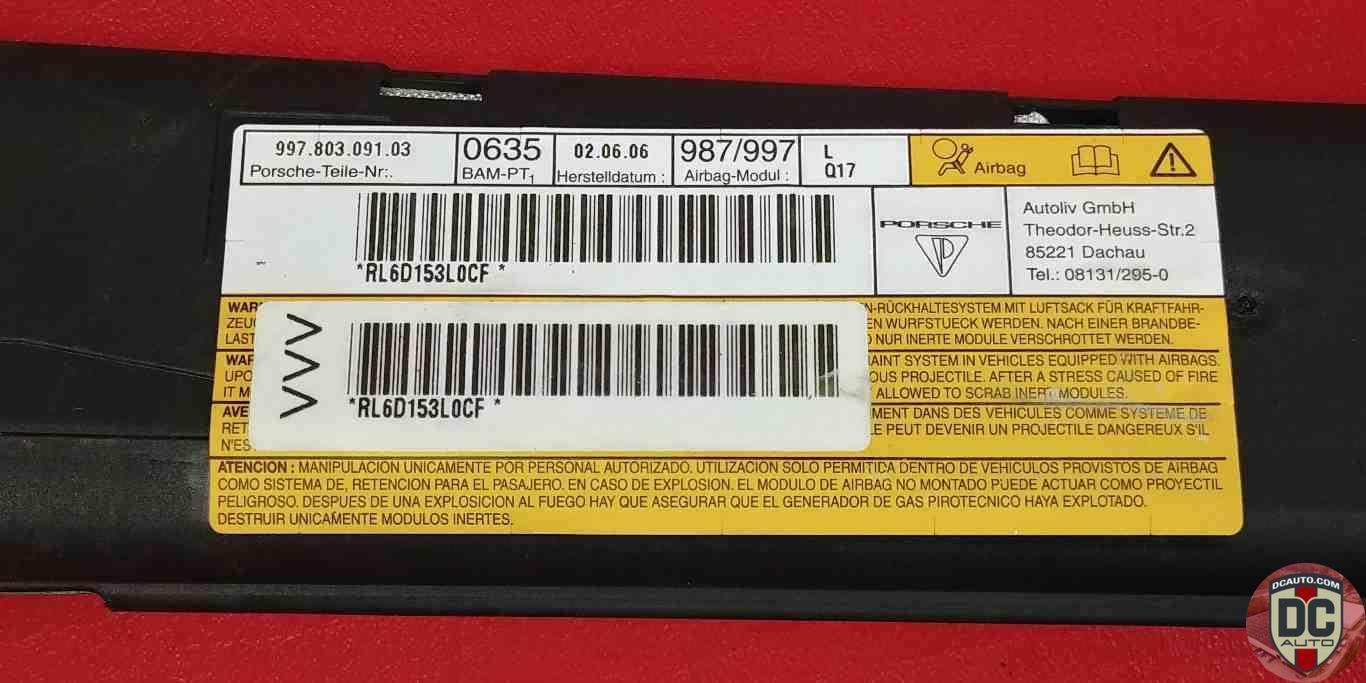 997.803.091.03
Porsche-Teile-Nr:.
0635
BAM-PT1
02.06.06
Herstelldatum :
987/997
Airbag-Modul :
L
Q17
Airbag
*RL6D153L0CF *
PORSCHE
Autoliv GmbH
Theodor-Heuss-Str.2
85221 Dachau
Tel.: 08131/295-0
-RÜCKHALTESYSTEM MIT LUFTSACK FÜR KRAFTFAHR-
EN WURFSTUECK WERDEN. NACH EINER BRANDBE-
NUR INERTE MODULE VERSCHROTTET WERDEN.
AINT SYSTEM IN VEHICLES EQUIPPED WITH AIRBAGS
OUS PROJECTILE. AFTER A STRESS CAUSED OF FIRE
ALLOWED TO SCRAB INERT MODULES.
MENT DANS DES VEHICULES COMME SYSTEME DE
LE PEUT DEVENIR UN PROJECTILE DANGEREUX S'IL
N'ES
>>>
*RL6D153L0CF *
ATENCION : MANIPULACION UNICAMENTE POR PERSONAL AUTORIZADO. UTILIZACION SOLO PERMITICA DENTRO DE VEHICULOS PROVISTOS DE AIRBAG
COMO SISTEMA DE, RETENCION PARA EL PASAJERO. EN CASO DE EXPLOSION. EL MODULO DE AIRBAG NO MONTADO PUEDE ACTUAR COMO PROYECTIL
PELIGROSO. DESPUES DE UNA EXPLOSICION AL FUEGO HAY QUE ASEGURAR QUE EL GENERADOR DE GAS PIROTECNICO HAYA EXPLOTADO.
DESTRUIR UNICAMENTE MODULOS INERTES.
DCAUTO.COM
DC
AUTO